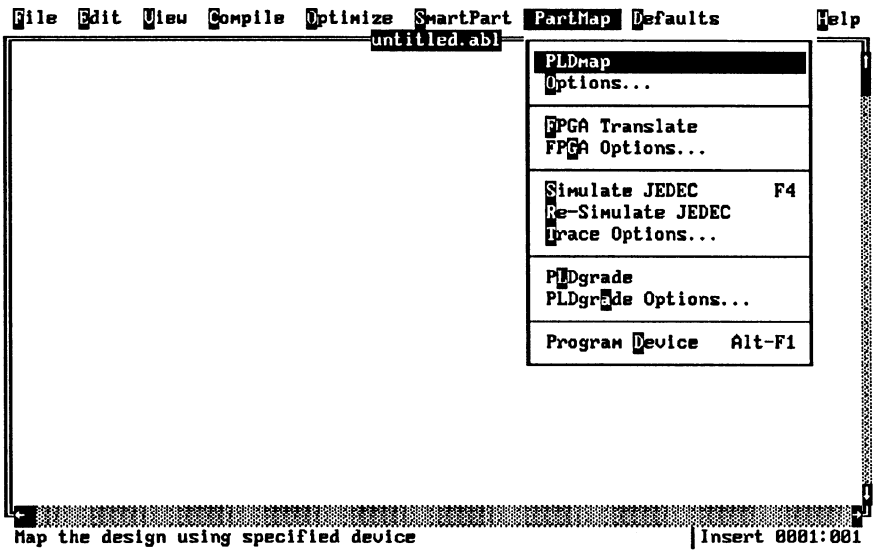 File Edit View Compile Optimize SmartPart PartMap Defaults Help
untitled.abl
PLDmap
Options...
FPGA Translate
FPGA Options...
Simulate JEDEC F4
Re-Simulate JEDEC
Trace Options...
PLDgrade
PLDgrade Options...
Program Device Alt-F1
Map the design using specified device Insert 0001:001